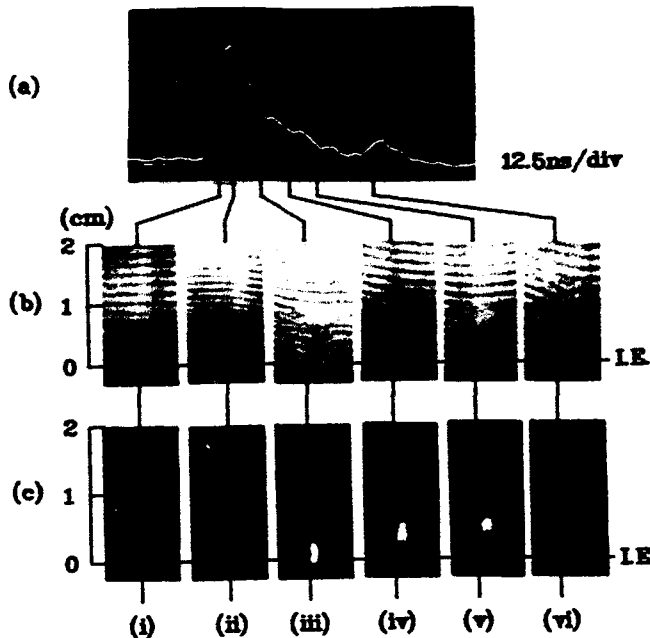 (a)
12.5ns/div
(cm)
2
(b)
1
0
I.E.
2
(c)
1
0
I.E
(i)
(ii)
(iii)
(iv)
(v)
(vi)